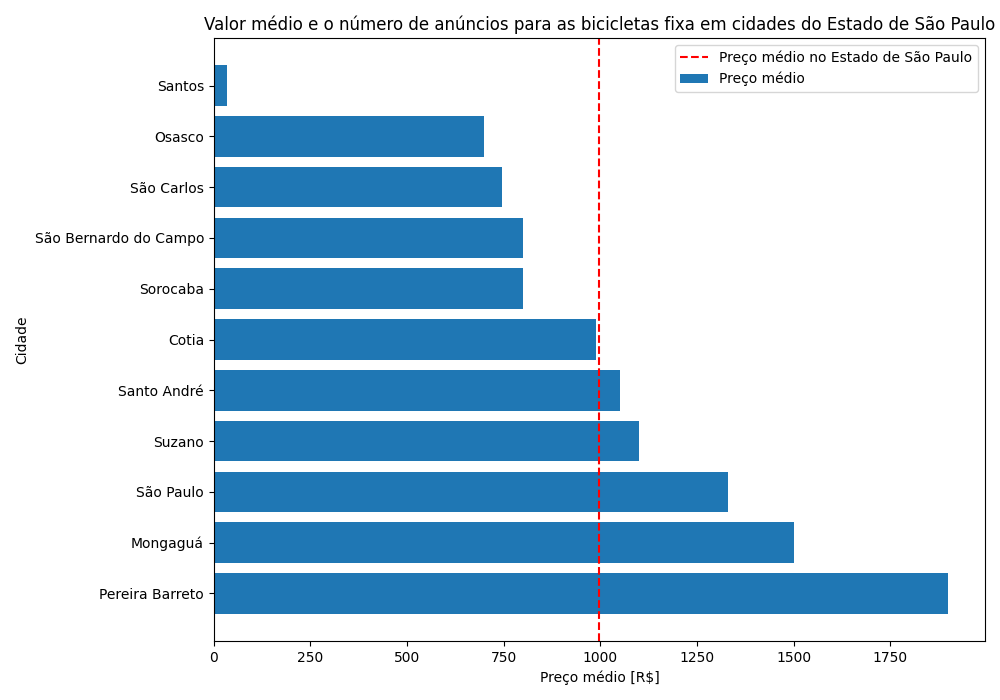 Valor médio e o número de anúncios para as bicicletas fixa em cidades do Estado de São Paulo
Preço médio no Estado de São Paulo
Preço médio
Santos
Osasco
São Carlos
São Bernardo do Campo
Sorocaba
Cotia
Santo André
Suzano
São Paulo
Mongaguá
Pereira Barreto
Cidade
0 250 500 750 1000 1250 1500 1750
Preço médio [R$]